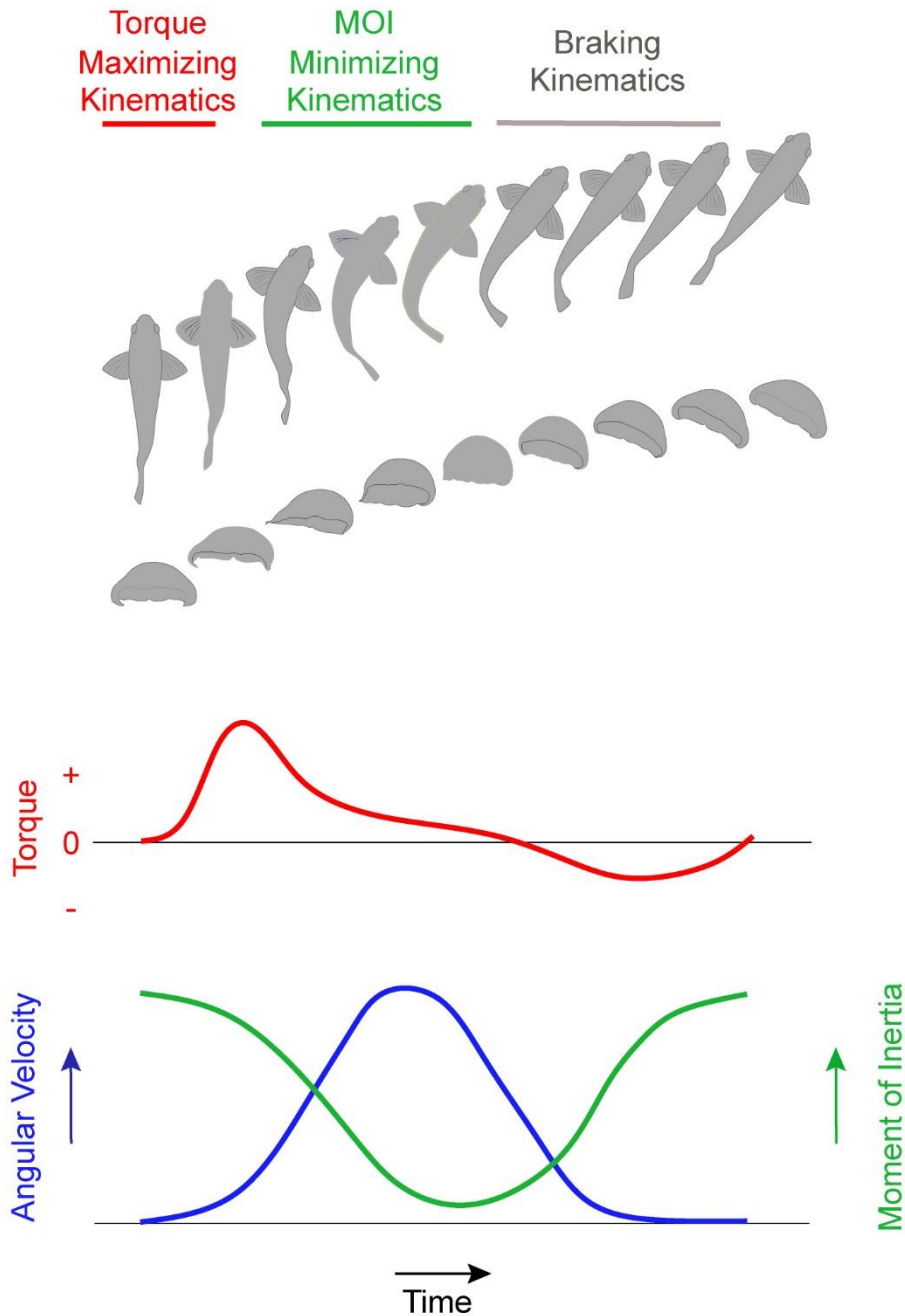 Torque
Maximizing
Kinematics
MOI
Minimizing
Kinematics
Braking
Kinematics
Torque
+
0
-
Angular Velocity
Moment of Inertia
Time